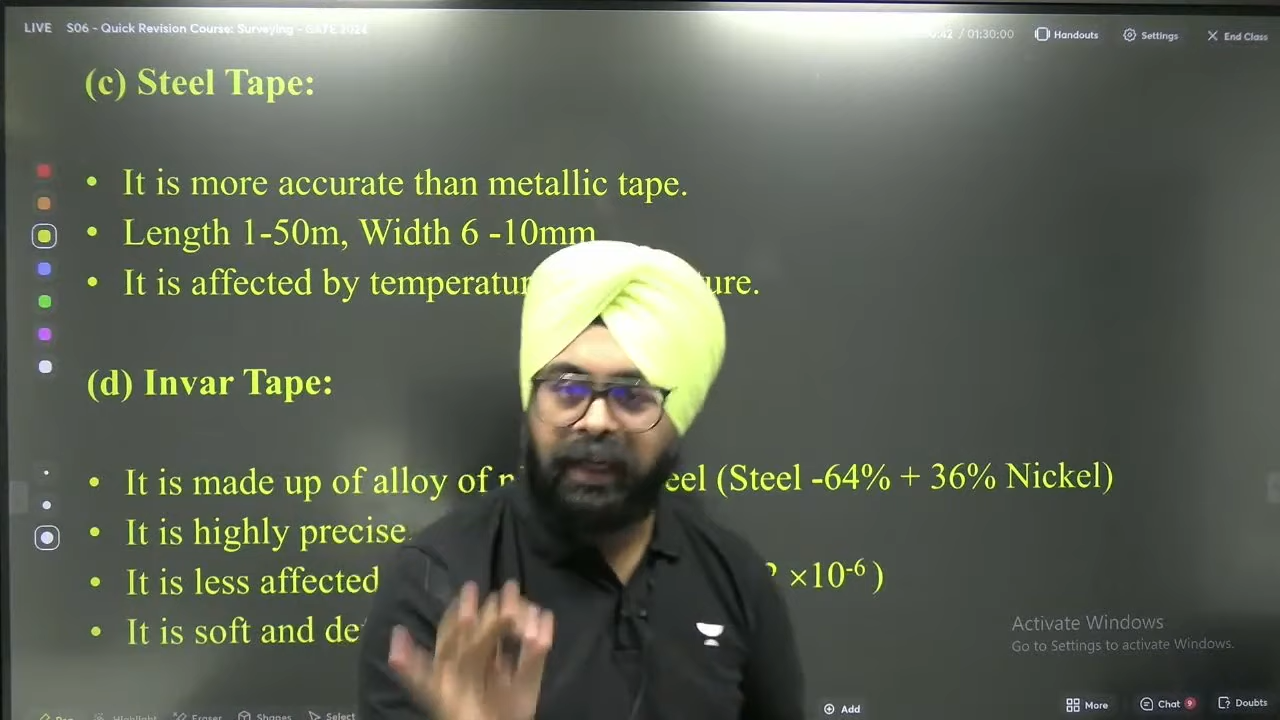 LIVE S06 - Quick Revision Course: Surveying - GATE 2024
:42 / 01:30:00 Handouts Settings End Class
(c) Steel Tape:
• It is more accurate than metallic tape.
• Length 1-50m, Width 6 -10mm
• It is affected by
(d) Invar Tape:
• It is made up of alloy of (Steel -64% + 36% Nickel)
• It is highly precise.
• It is less affected ×10⁻⁶ )
• It is soft and
Activate Windows
Go to Settings to activate Windows.
Pen Highlight Eraser Shapes Select Add More Chat 9 Doubts